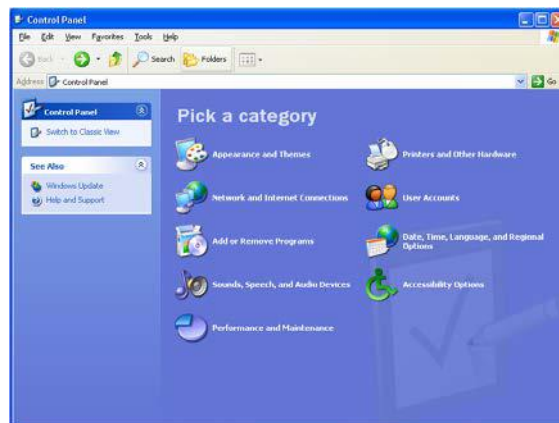 Control Panel
File Edit View Favorites Tools Help
Back Search Folders
Address Control Panel Go
Control Panel
Switch to Classic View
See Also
Windows Update
Help and Support
Pick a category
Appearance and Themes
Printers and Other Hardware
Network and Internet Connections
User Accounts
Add or Remove Programs
Date, Time, Language, and Regional
Options
Sounds, Speech, and Audio Devices
Accessibility Options
Performance and Maintenance